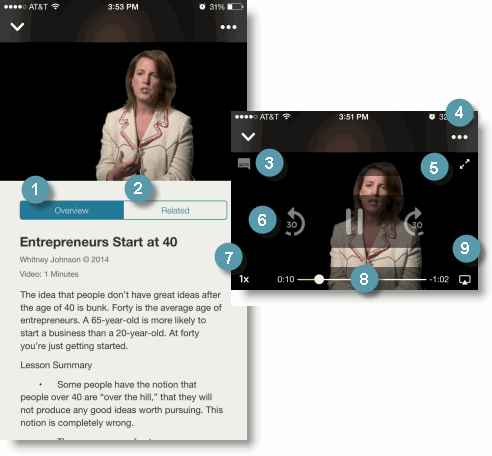 AT&T 3:53 PM 31%
1
2
Overview Related
Entrepreneurs Start at 40
Whitney Johnson © 2014
Video: 1 Minutes
The idea that people don’t have great ideas after
the age of 40 is bunk. Forty is the average age of
entrepreneurs. A 65-year-old is more likely to
start a business than a 20-year-old. At forty
you’re just getting started.
Lesson Summary
• Some people have the notion that
people over 40 are “over the hill,” that they will
not produce any good ideas worth pursuing. This
notion is completely wrong.
AT&T 3:51 PM
4
3
5
6
30
30
7
9
1x 0:10 -1:02
8